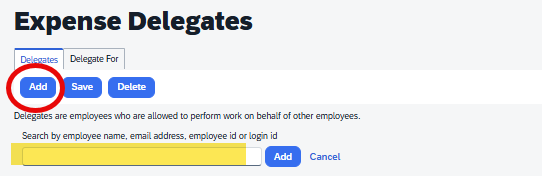 Expense Delegates
Delegates Delegate For
Add Save Delete
Delegates are employees who are allowed to perform work on behalf of other employees.
Search by employee name, email address, employee id or login id
Add Cancel